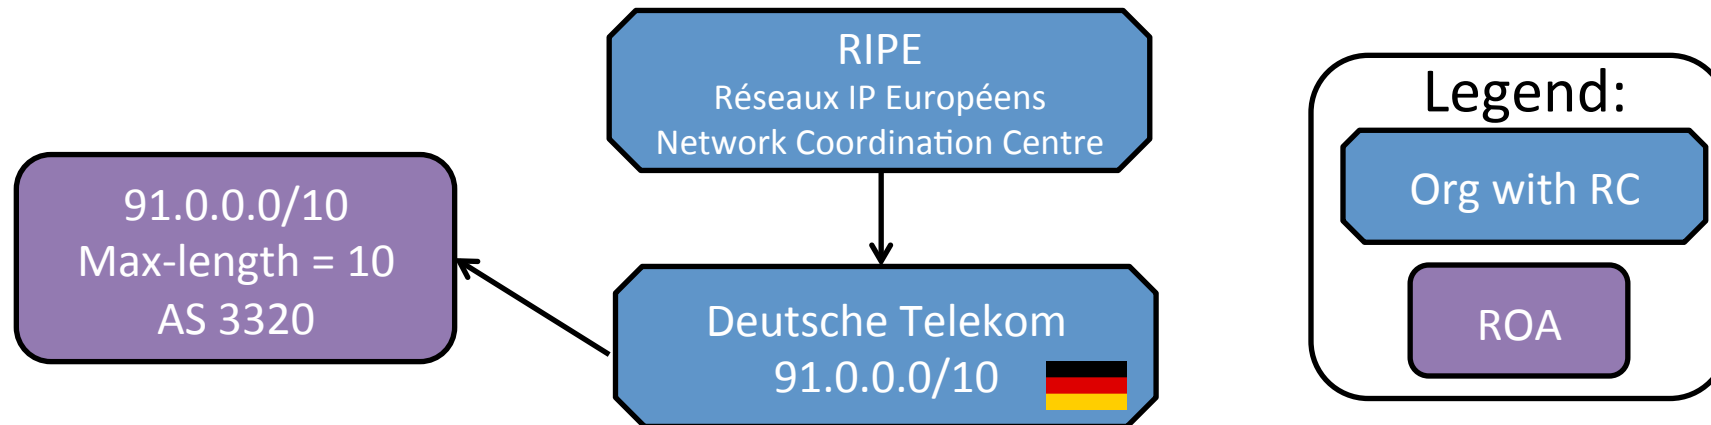 RIPE
Réseaux IP Européens
Network Coordination Centre
91.0.0.0/10
Max-length = 10
AS 3320
Deutsche Telekom
91.0.0.0/10
Legend:
Org with RC
ROA